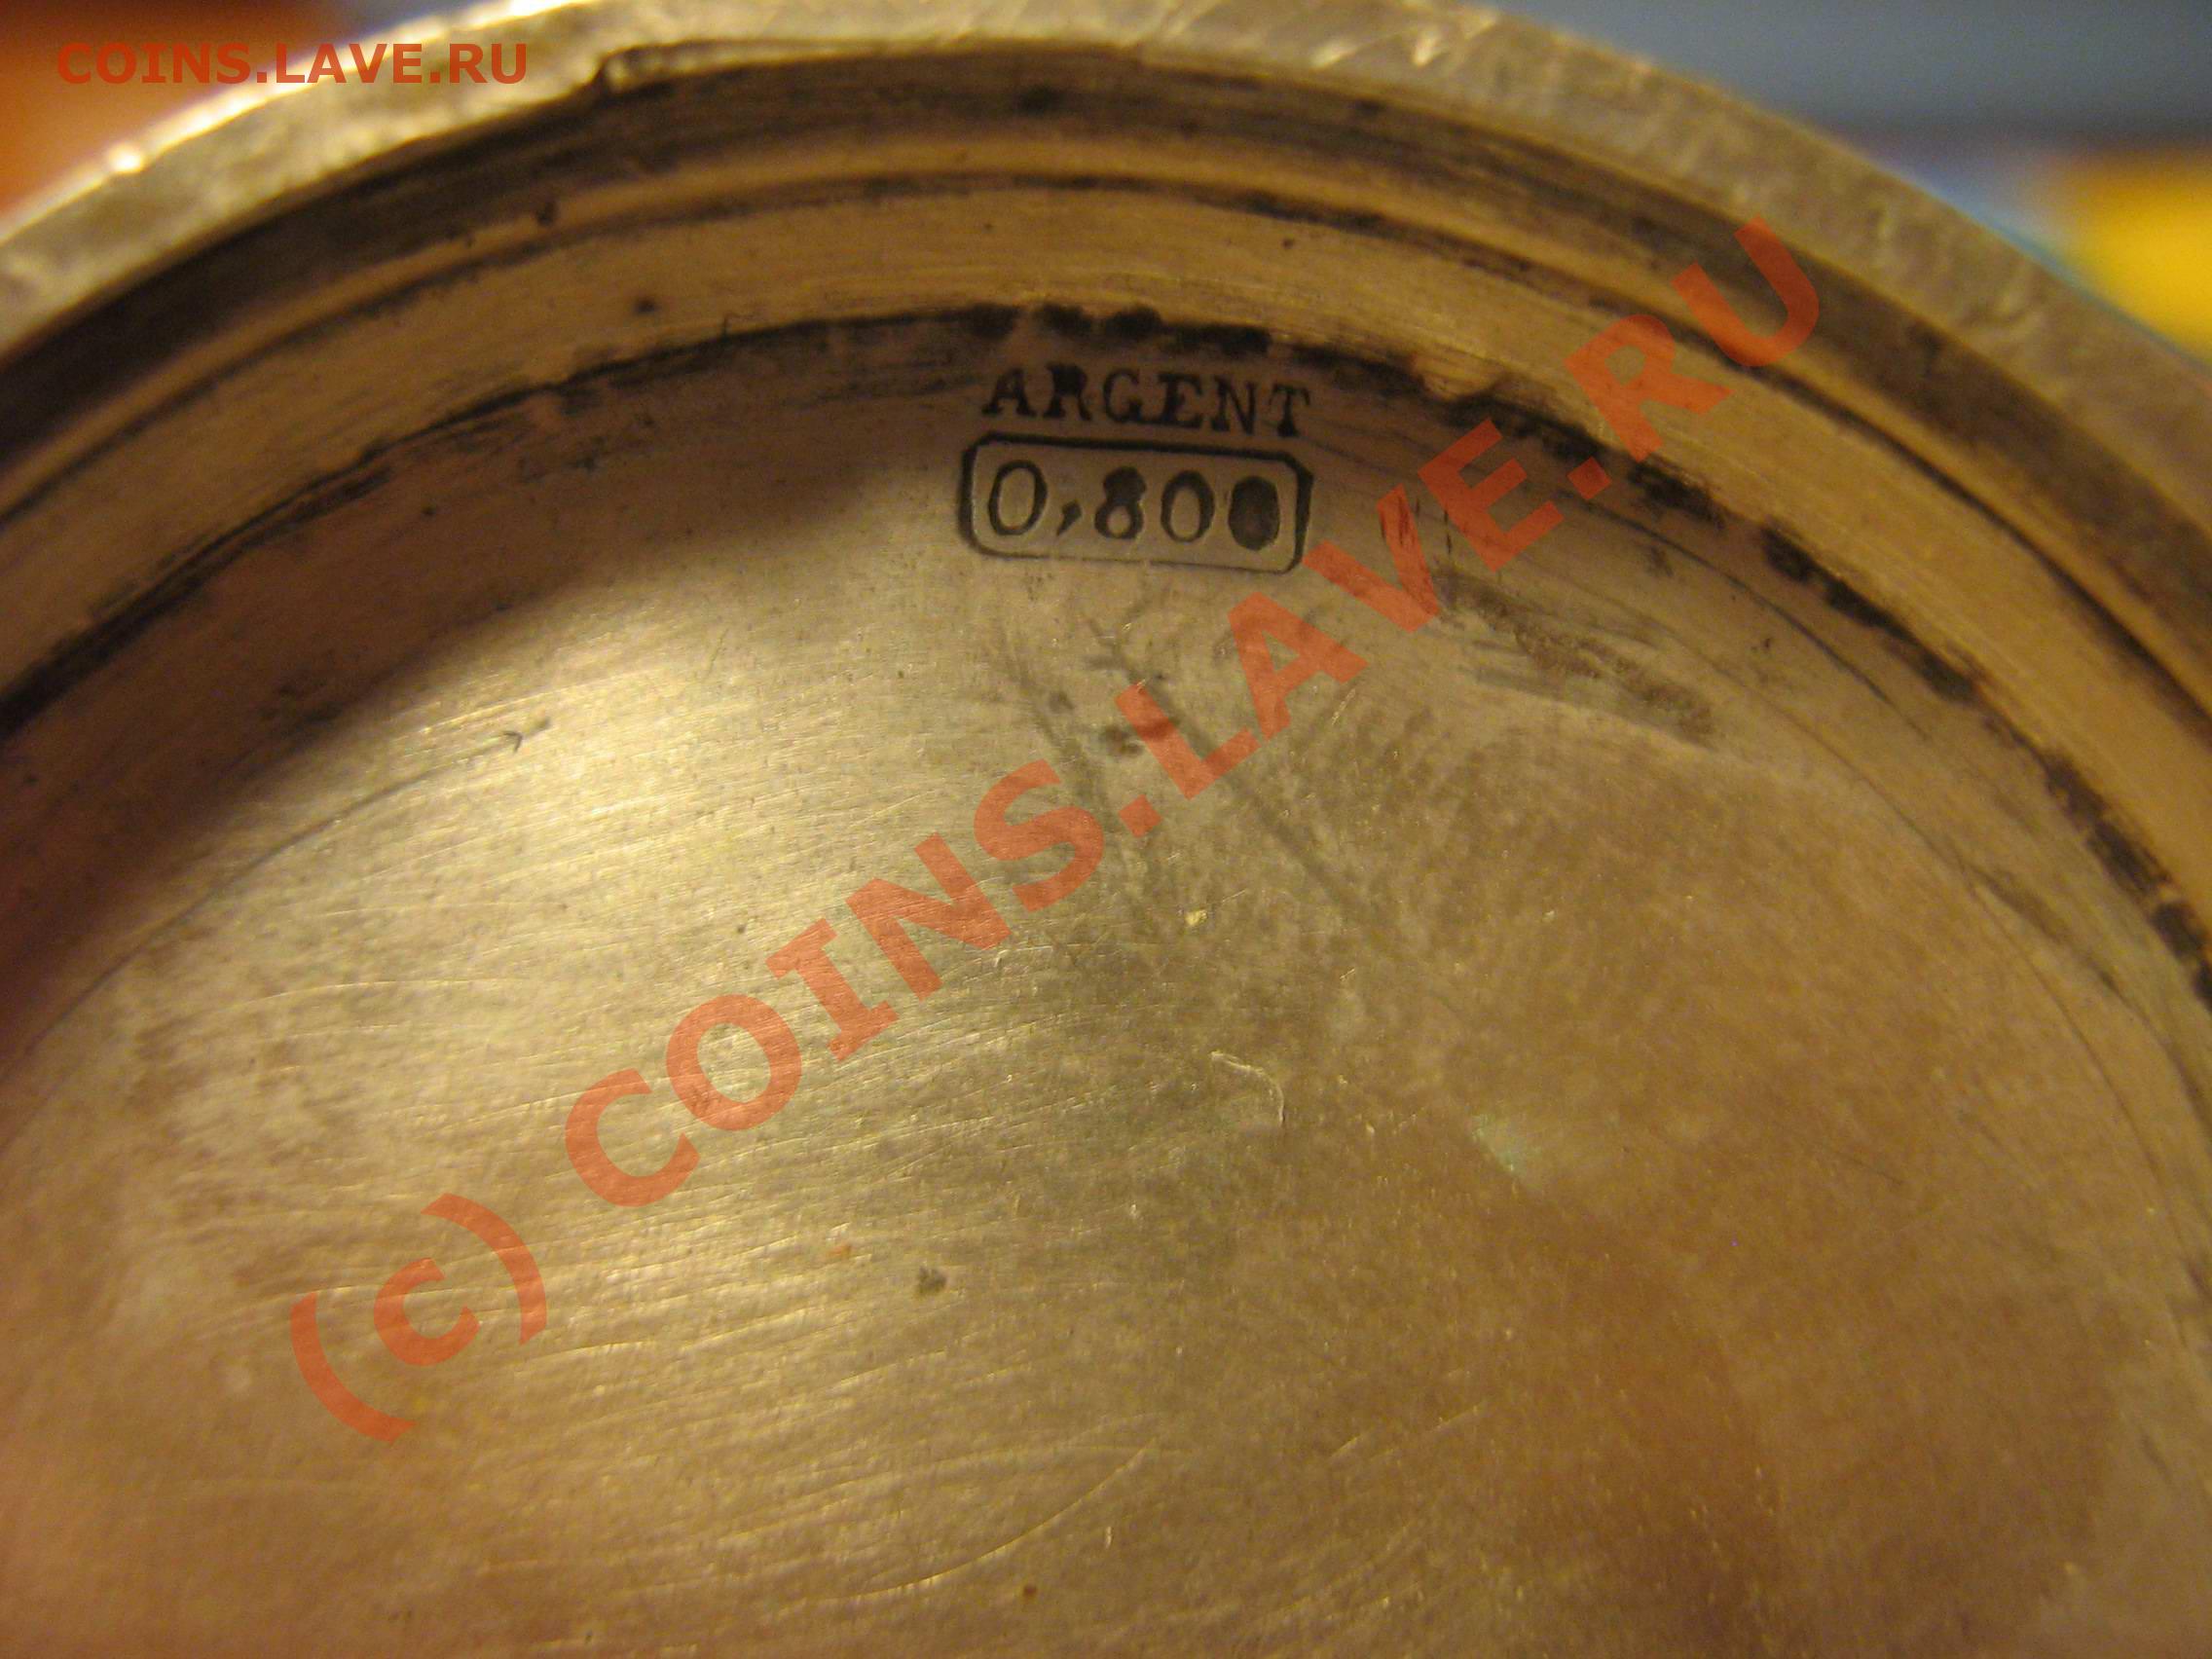 COINS.LAVE.RU
ARGENT
0,800
(c) COINS.LAVE.RU